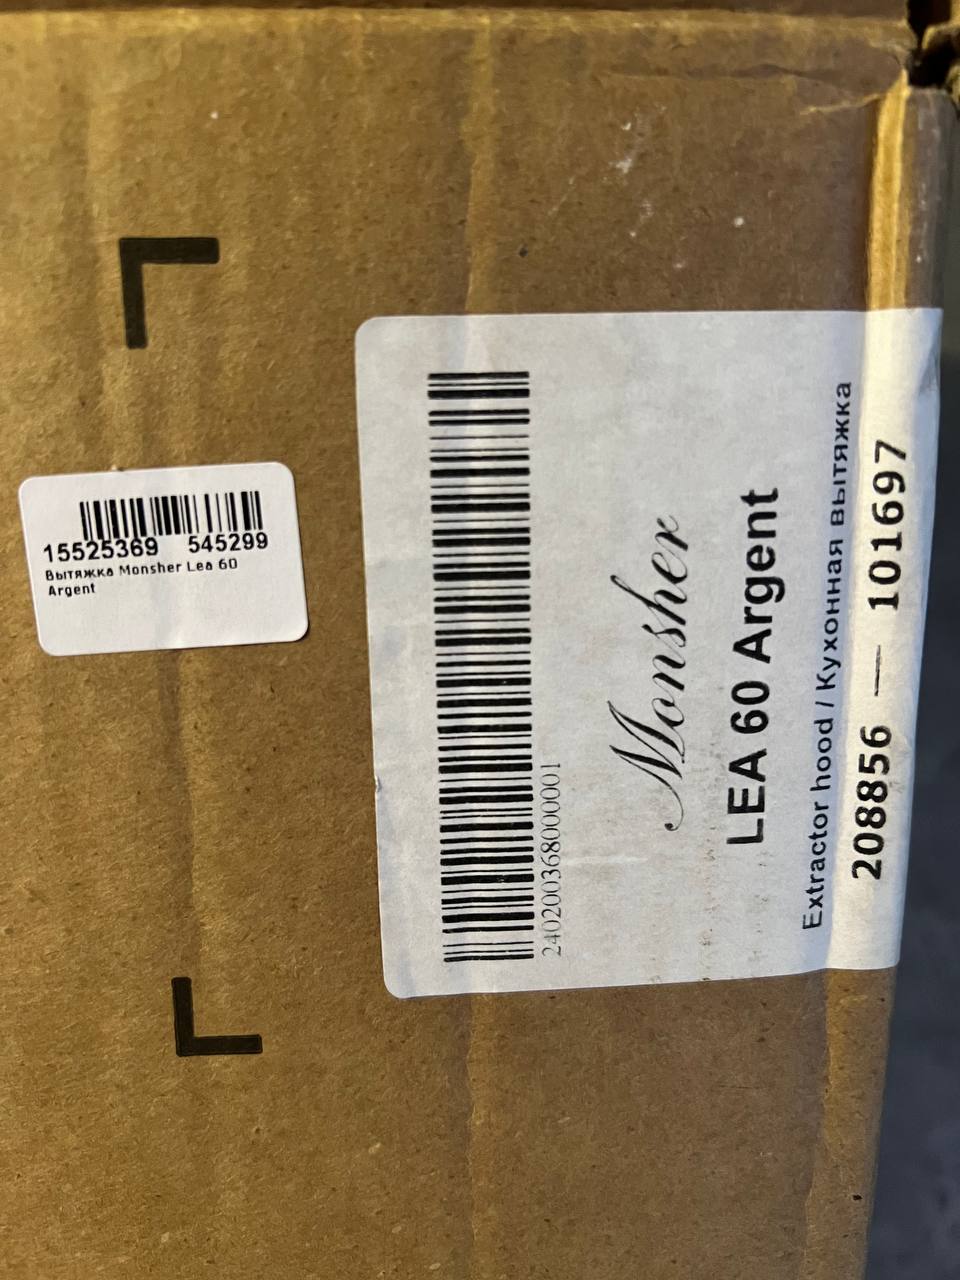 15525369 545299
Вытяжка Monsher Lea 60
Argent
2402003680000001
Monsher
LEA 60 Argent
Extractor hood / Кухонная вытяжка
208856 — 101697